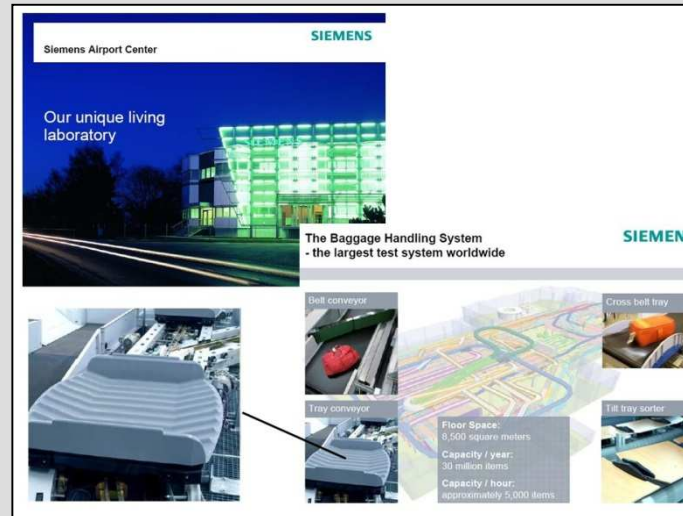 SIEMENS
Siemens Airport Center
Our unique living
laboratory
SIEMENS
The Baggage Handling System
- the largest test system worldwide
SIEMEN
Belt conveyor
Cross belt tray
Tray conveyor
Tilt tray sorter
Floor Space:
8,500 square meters
Capacity / year:
30 million items
Capacity / hour:
approximately 5,000 items